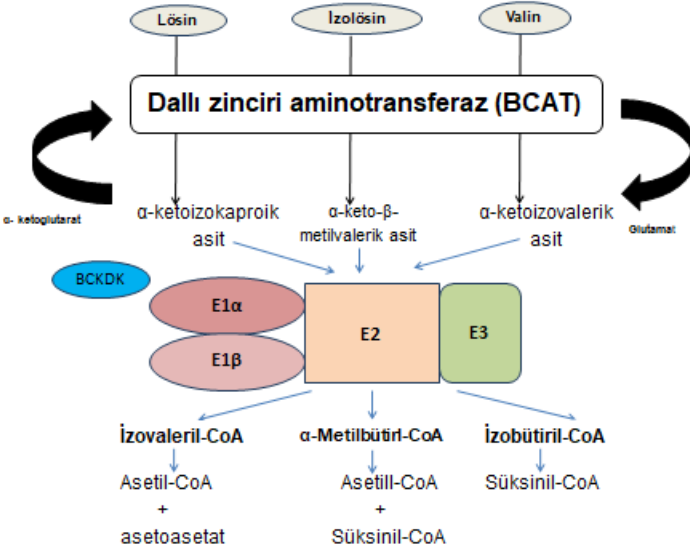 Lösin
İzolösin
Valin
Dallı zinciri aminotransferaz (BCAT)
α- ketoglutarat
α-ketoizokaproik
asit
α-keto-β-
metilvalerik asit
α-ketoizovalerik
asit
Glutamat
BCKDK
E1α
E1β
E2
E3
İzovaleril-CoA
α-Metilbütirl-CoA
İzobütiril-CoA
Asetil-CoA
+
asetoasetat
Asetill-CoA
+
Süksinil-CoA
Süksinil-CoA